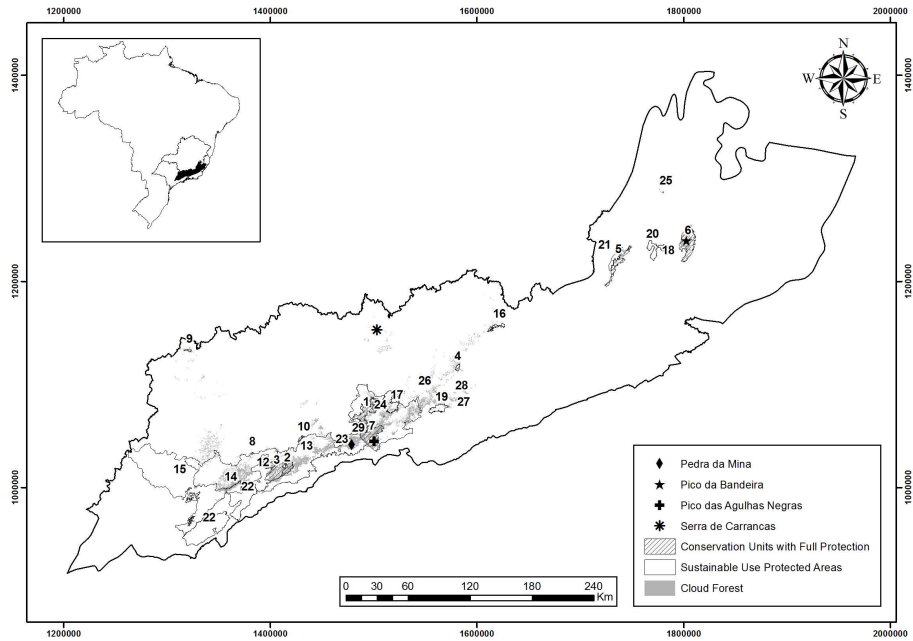 1200000 1400000 1600000 1800000 2000000
N
W E
S
1400000 1400000
25
6
20
21 5 18
1200000 1200000
16
9
4
26
28
1 17 19
24 27
10 29 7
8 23
13
12 3 2
15
14
22
1000000 1000000
22
Pedra da Mina
Pico da Bandeira
Pico das Agulhas Negras
Serra de Carrancas
Conservation Units with Full Protection
Sustainable Use Protected Areas
Cloud Forest
0 30 60 120 180 240
Km
1200000 1400000 1600000 1800000 2000000